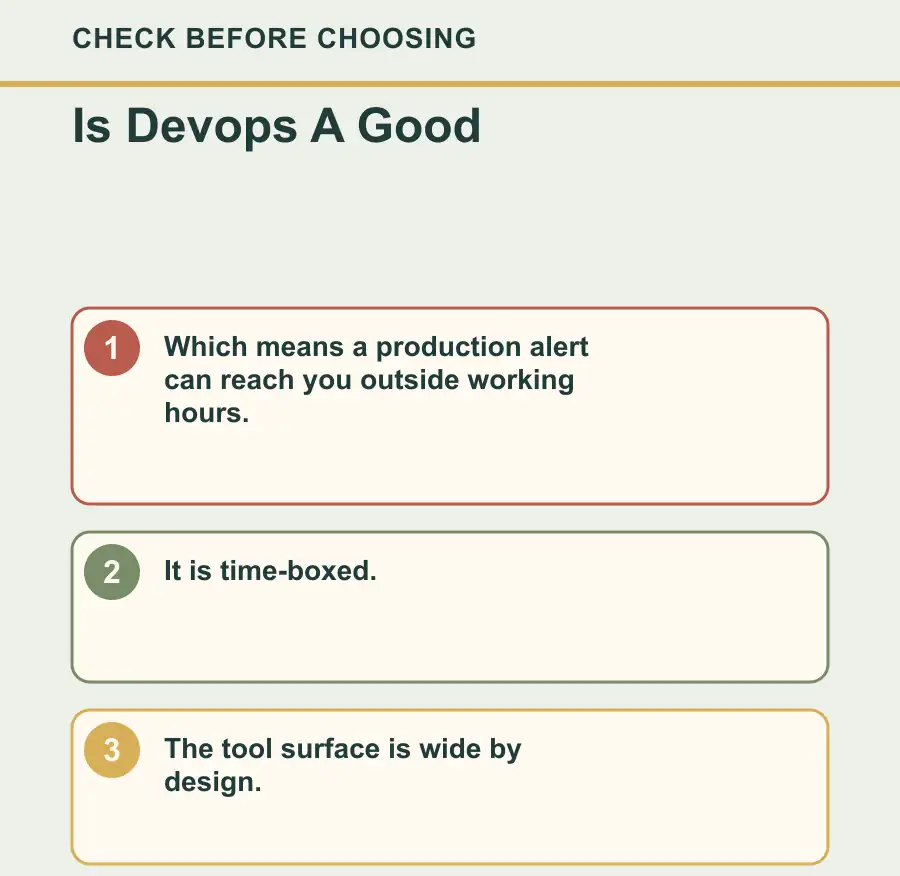 CHECK BEFORE CHOOSING
Is Devops A Good
1
Which means a production alert
can reach you outside working
hours.
2
It is time-boxed.
3
The tool surface is wide by
design.